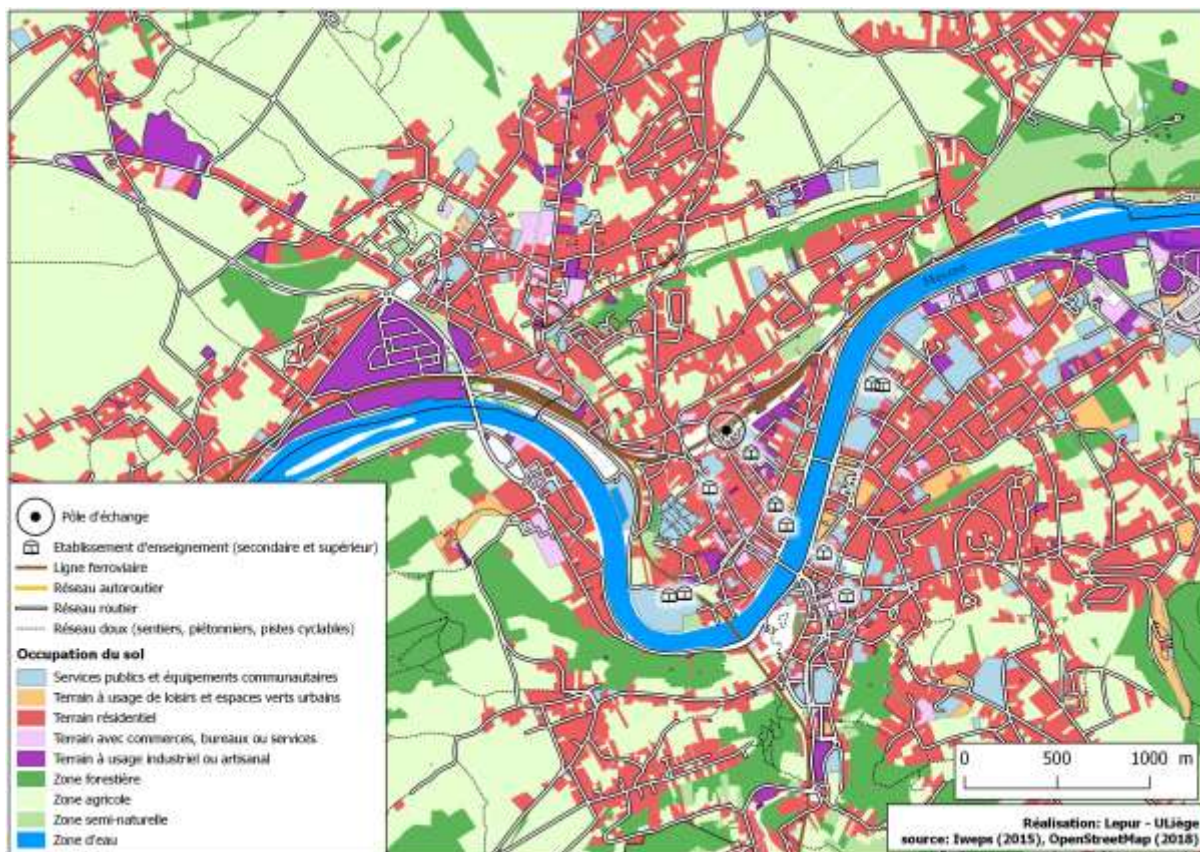 Meuse
Pôle d'échange
Etablissement d'enseignement (secondaire et supérieur)
Ligne ferroviaire
Réseau autoroutier
Réseau routier
Réseau doux (sentiers, piétonniers, pistes cyclables)
Occupation du sol
Services publics et équipements communautaires
Terrain à usage de loisirs et espaces verts urbains
Terrain résidentiel
Terrain avec commerces, bureaux ou services
Terrain à usage industriel ou artisanal
Zone forestière
Zone agricole
Zone semi-naturelle
Zone d'eau
0 500 1000 m
Réalisation: Lepur - ULiège
source: Iweps (2015), OpenStreetMap (2018)